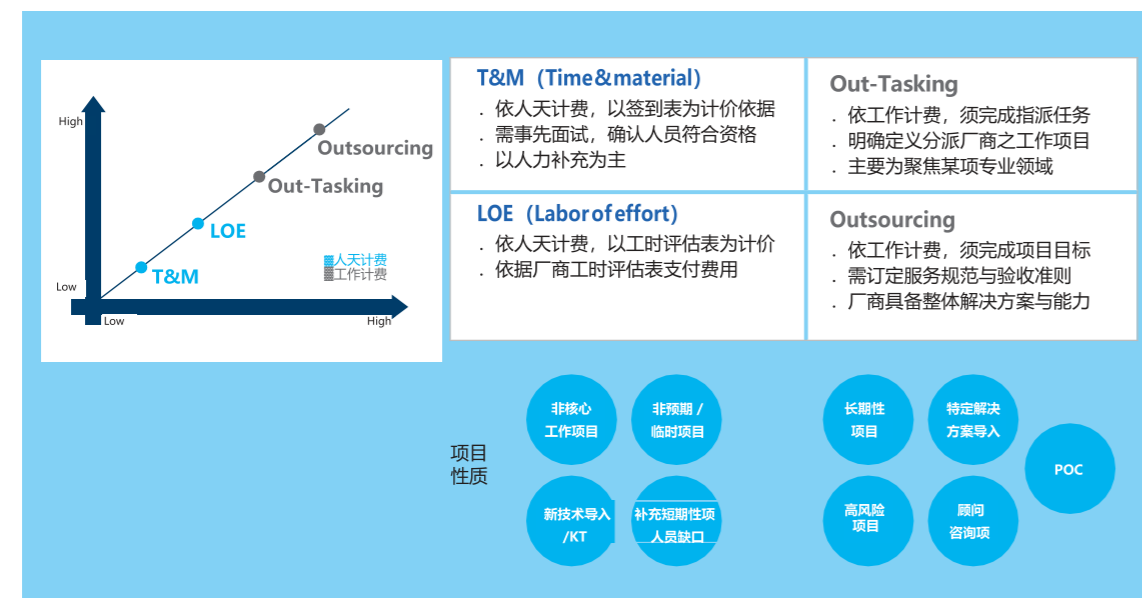 High
Outsourcing
Out-Tasking
LOE
T&M
人天计费
工作计费
Low
Low
High
T&M（Time&material）
．依人天计费，以签到表为计价依据
．需事先面试，确认人员符合资格
．以人力补充为主
Out-Tasking
．依工作计费，须完成指派任务
．明确定义分派厂商之工作项目
．主要为聚焦某项专业领域
LOE（Labor of effort）
．依人天计费，以工时评估表为计价
．依据厂商工时评估表支付费用
Outsourcing
．依工作计费，须完成项目目标
．需订定服务规范与验收准则
．厂商具备整体解决方案与能力
项目
性质
非核心
工作项目
非预期 /
临时项目
新技术导入
/KT
补充短期性项
人员缺口
长期性
项目
特定解决
方案导入
POC
高风险
项目
顾问
咨询项